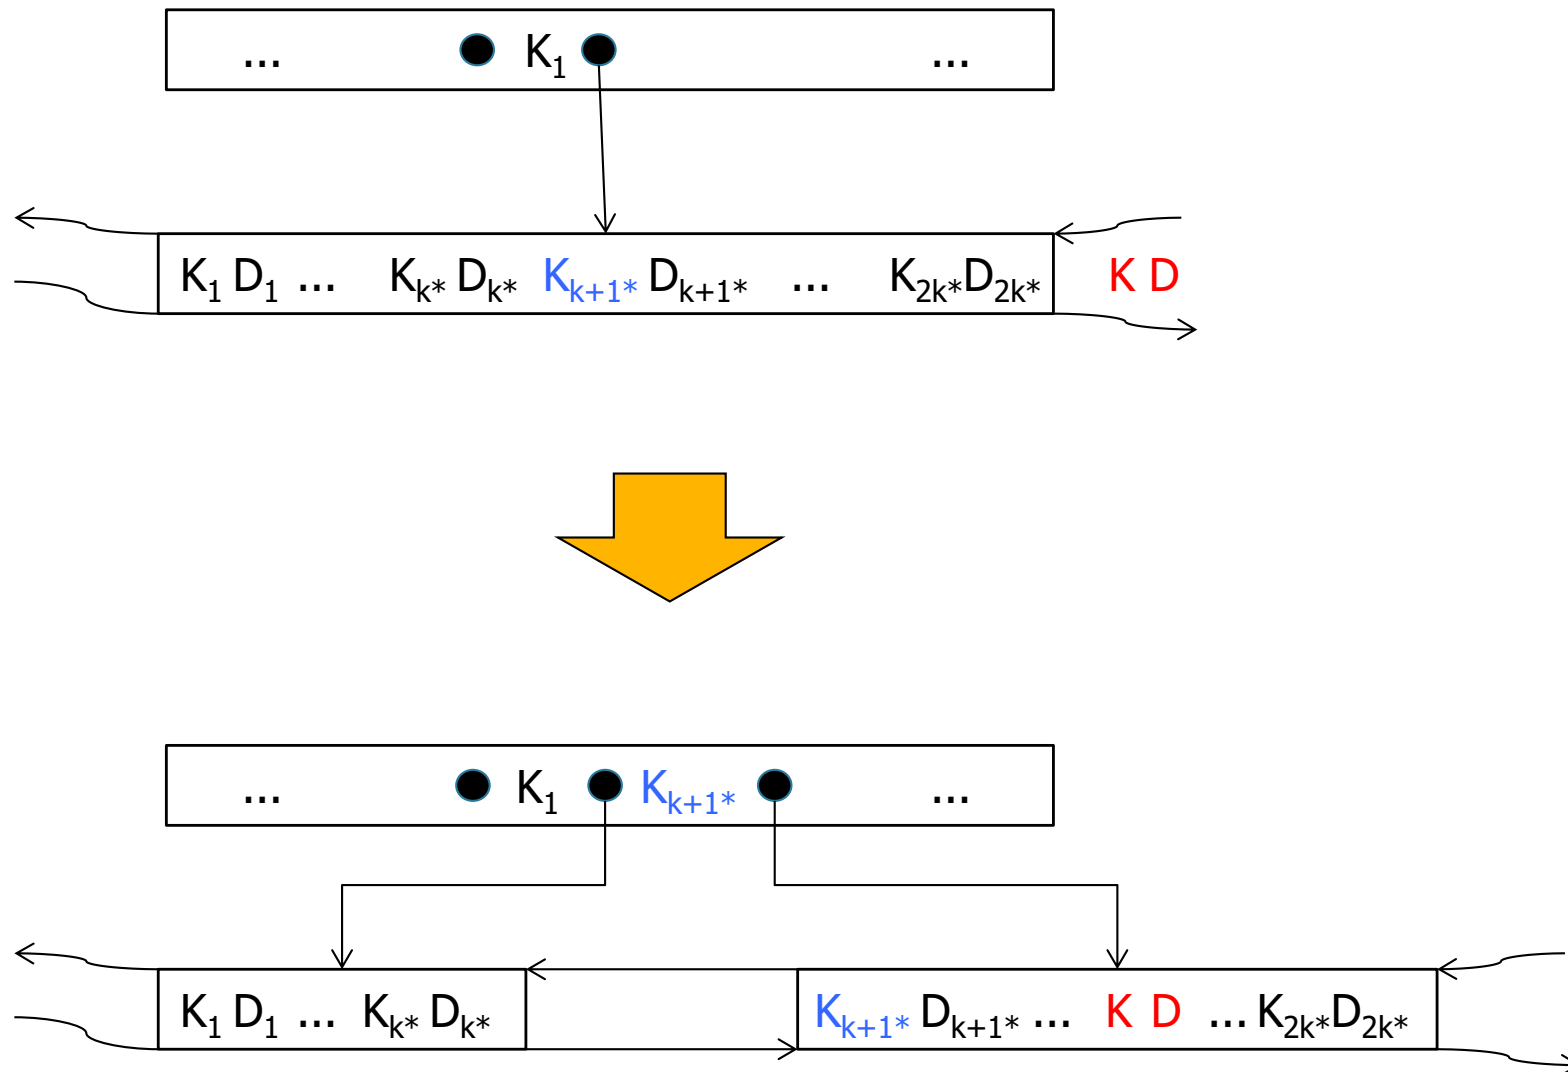 ... K₁ ...
K₁ D₁ ... Kₖ* Dₖ* Kₖ₊₁* Dₖ₊₁* ... K₂ₖ* D₂ₖ* K D
... K₁ Kₖ₊₁* ...
K₁ D₁ ... Kₖ* Dₖ* Kₖ₊₁* Dₖ₊₁* ... K D ... K₂ₖ* D₂ₖ*